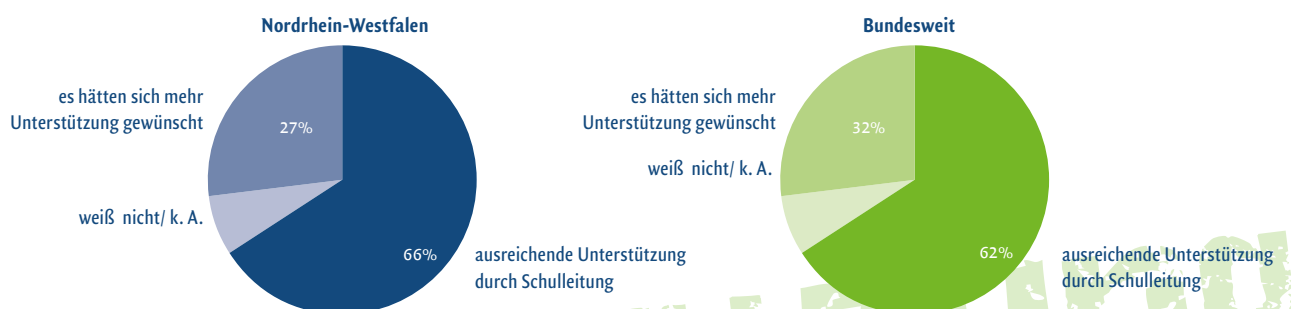 Nordrhein-Westfalen
es hätten sich mehr
Unterstützung gewünscht
27%
weiß nicht/ k. A.
66%
ausreichende Unterstützung
durch Schulleitung
Bundesweit
es hätten sich mehr
Unterstützung gewünscht
32%
weiß nicht/ k. A.
62%
ausreichende Unterstützung
durch Schulleitung